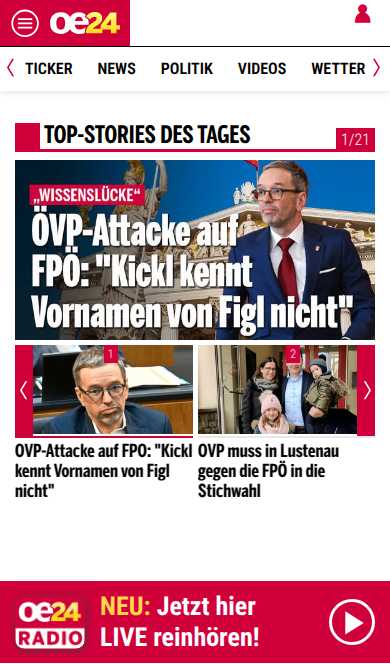 oe24
TICKER NEWS POLITIK VIDEOS WETTER
TOP-STORIES DES TAGES
1/21
„WISSENSLÜCKE“
ÖVP-Attacke auf
FPÖ: "Kickl kennt
Vornamen von Figl nicht"
1
2
ÖVP-Attacke auf FPÖ: "Kickl
kennt Vornamen von Figl
nicht"
ÖVP muss in Lustenau
gegen die FPÖ in die
Stichwahl
oe24
RADIO
NEU: Jetzt hier
LIVE reinhören!